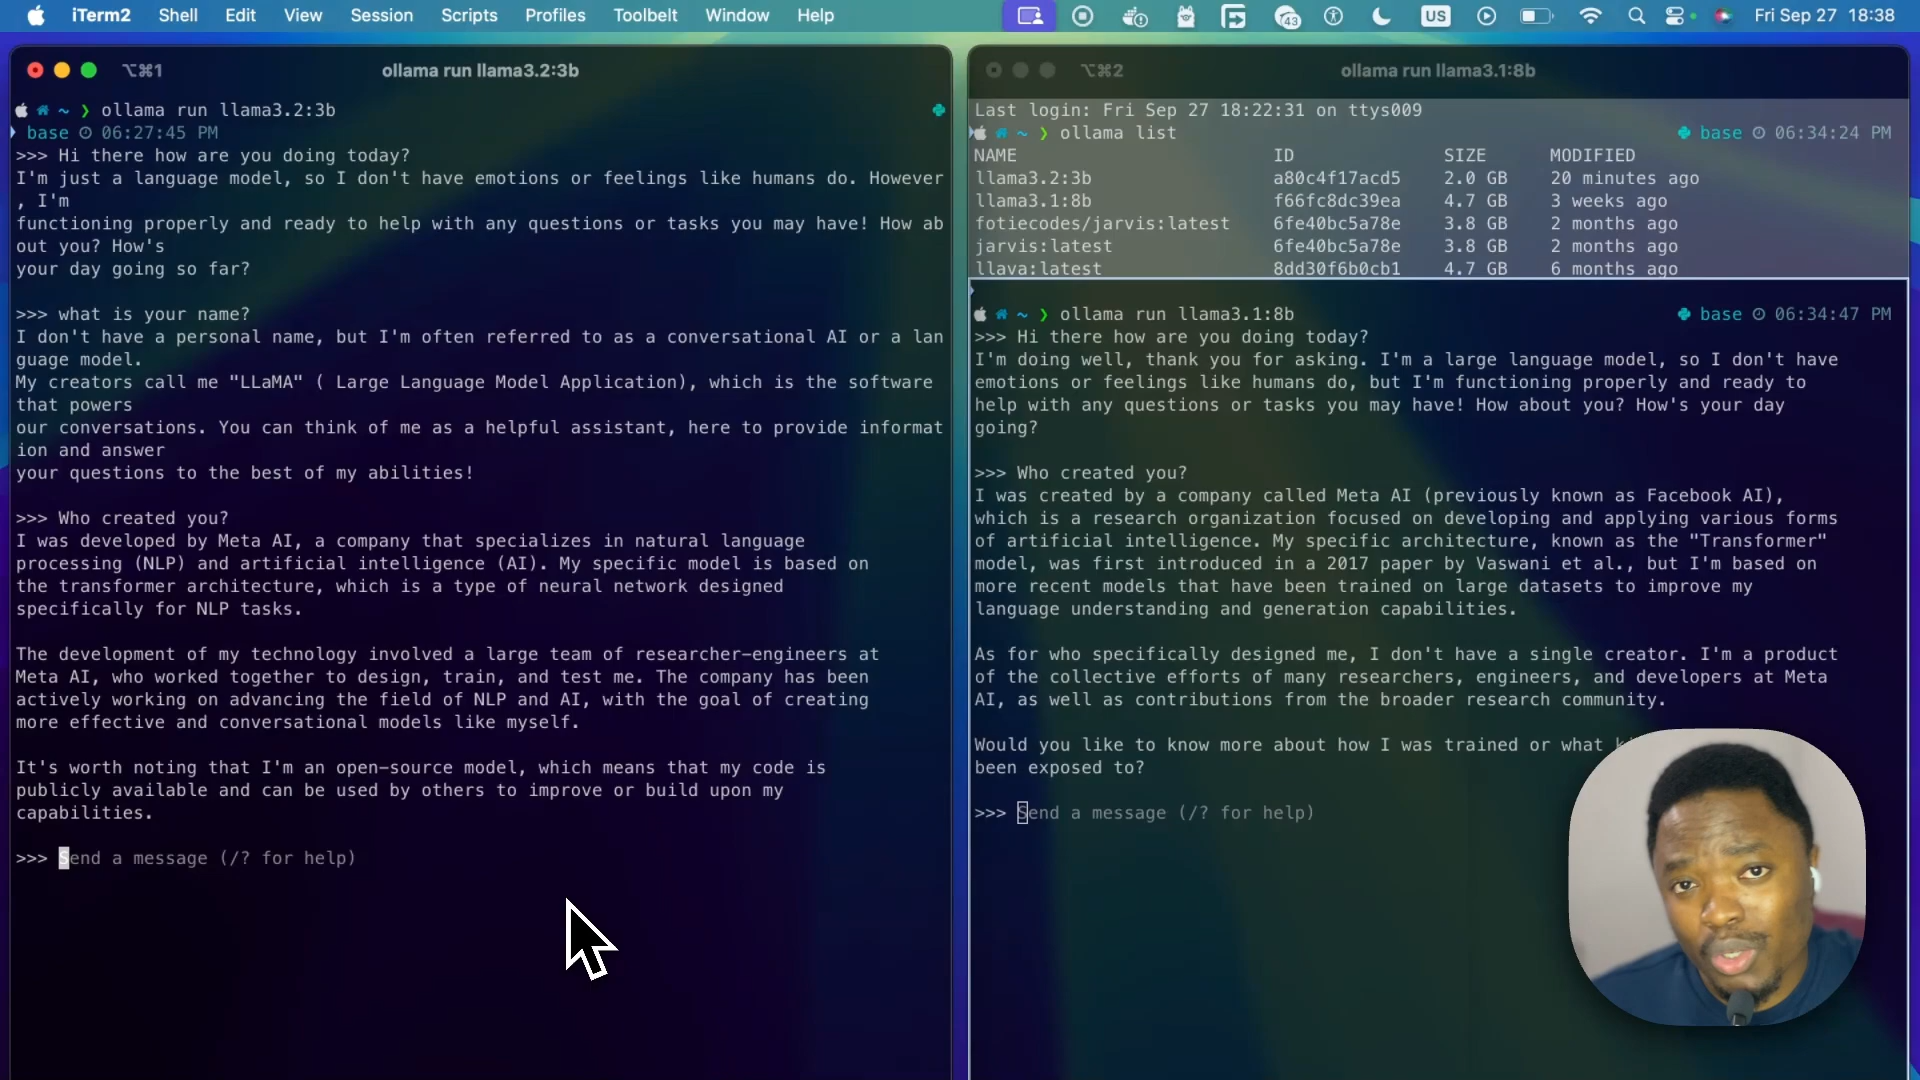 iTerm2 Shell Edit View Session Scripts Profiles Toolbelt Window Help 43 US Fri Sep 27 18:38
⌥⌘1 ollama run llama3.2:3b
~ ❯ ollama run llama3.2:3b
base 06:27:45 PM
>>> Hi there how are you doing today?
I'm just a language model, so I don't have emotions or feelings like humans do. However
, I'm
functioning properly and ready to help with any questions or tasks you may have! How ab
out you? How's
your day going so far?
>>> what is your name?
I don't have a personal name, but I'm often referred to as a conversational AI or a lan
guage model.
My creators call me "LLaMA" ( Large Language Model Application), which is the software
that powers
our conversations. You can think of me as a helpful assistant, here to provide informat
ion and answer
your questions to the best of my abilities!
>>> Who created you?
I was developed by Meta AI, a company that specializes in natural language
processing (NLP) and artificial intelligence (AI). My specific model is based on
the transformer architecture, which is a type of neural network designed
specifically for NLP tasks.
The development of my technology involved a large team of researcher-engineers at
Meta AI, who worked together to design, train, and test me. The company has been
actively working on advancing the field of NLP and AI, with the goal of creating
more effective and conversational models like myself.
It's worth noting that I'm an open-source model, which means that my code is
publicly available and can be used by others to improve or build upon my
capabilities.
>>> Send a message (/? for help)
⌥⌘2 ollama run llama3.1:8b
Last login: Fri Sep 27 18:22:31 on ttys009
~ ❯ ollama list base 06:34:24 PM
NAME ID SIZE MODIFIED
llama3.2:3b a80c4f17acd5 2.0 GB 20 minutes ago
llama3.1:8b f66fc8dc39ea 4.7 GB 3 weeks ago
fotiecodes/jarvis:latest 6fe40bc5a78e 3.8 GB 2 months ago
jarvis:latest 6fe40bc5a78e 3.8 GB 2 months ago
llava:latest 8dd30f6b0cb1 4.7 GB 6 months ago
~ ❯ ollama run llama3.1:8b base 06:34:47 PM
>>> Hi there how are you doing today?
I'm doing well, thank you for asking. I'm a large language model, so I don't have
emotions or feelings like humans do, but I'm functioning properly and ready to
help with any questions or tasks you may have! How about you? How's your day
going?
>>> Who created you?
I was created by a company called Meta AI (previously known as Facebook AI),
which is a research organization focused on developing and applying various forms
of artificial intelligence. My specific architecture, known as the "Transformer"
model, was first introduced in a 2017 paper by Vaswani et al., but I'm based on
more recent models that have been trained on large datasets to improve my
language understanding and generation capabilities.
As for who specifically designed me, I don't have a single creator. I'm a product
of the collective efforts of many researchers, engineers, and developers at Meta
AI, as well as contributions from the broader research community.
Would you like to know more about how I was trained or what
been exposed to?
>>> Send a message (/? for help)